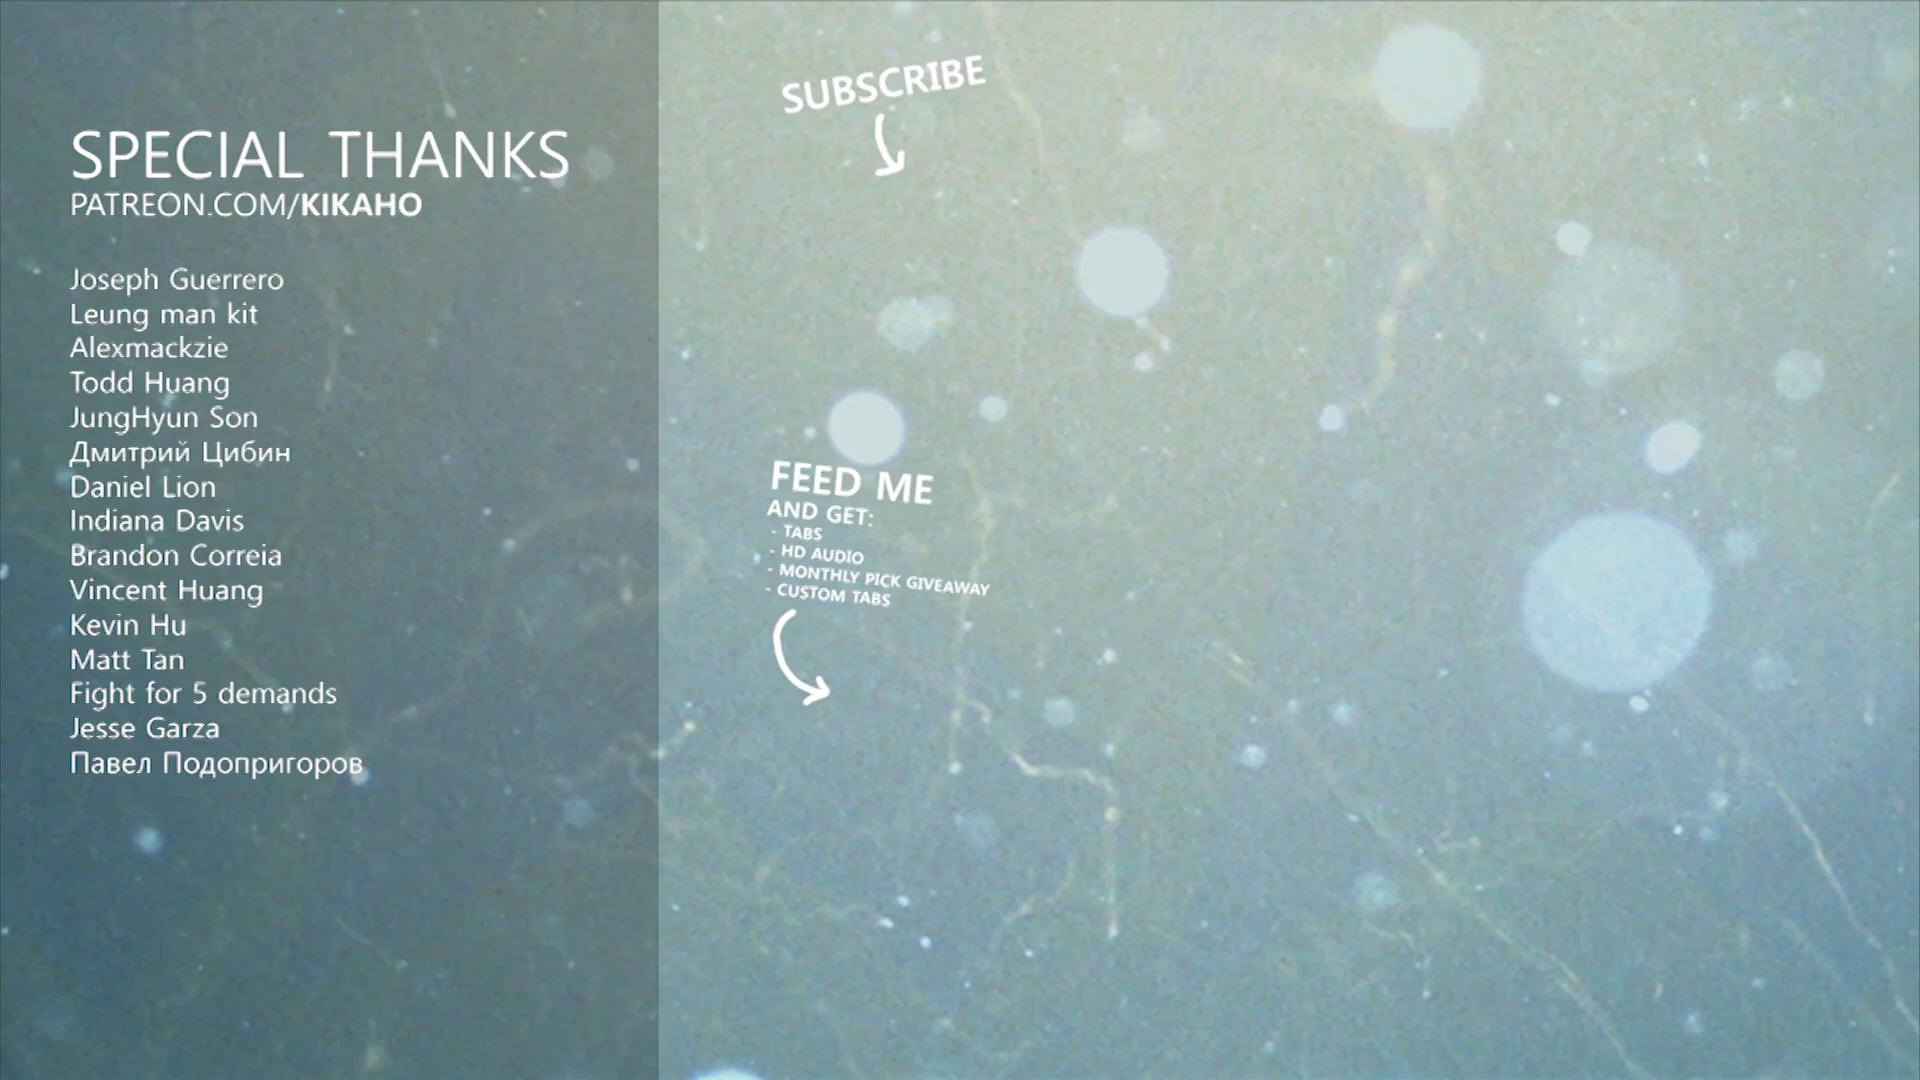 SPECIAL THANKS
PATREON.COM/KIKAHO
Joseph Guerrero
Leung man kit
Alexmackzie
Todd Huang
JungHyun Son
Дмитрий Цибин
Daniel Lion
Indiana Davis
Brandon Correia
Vincent Huang
Kevin Hu
Matt Tan
Fight for 5 demands
Jesse Garza
Павел Подопригоров
SUBSCRIBE
FEED ME
AND GET:
- TABS
- HD AUDIO
- MONTHLY PICK GIVEAWAY
- CUSTOM TABS